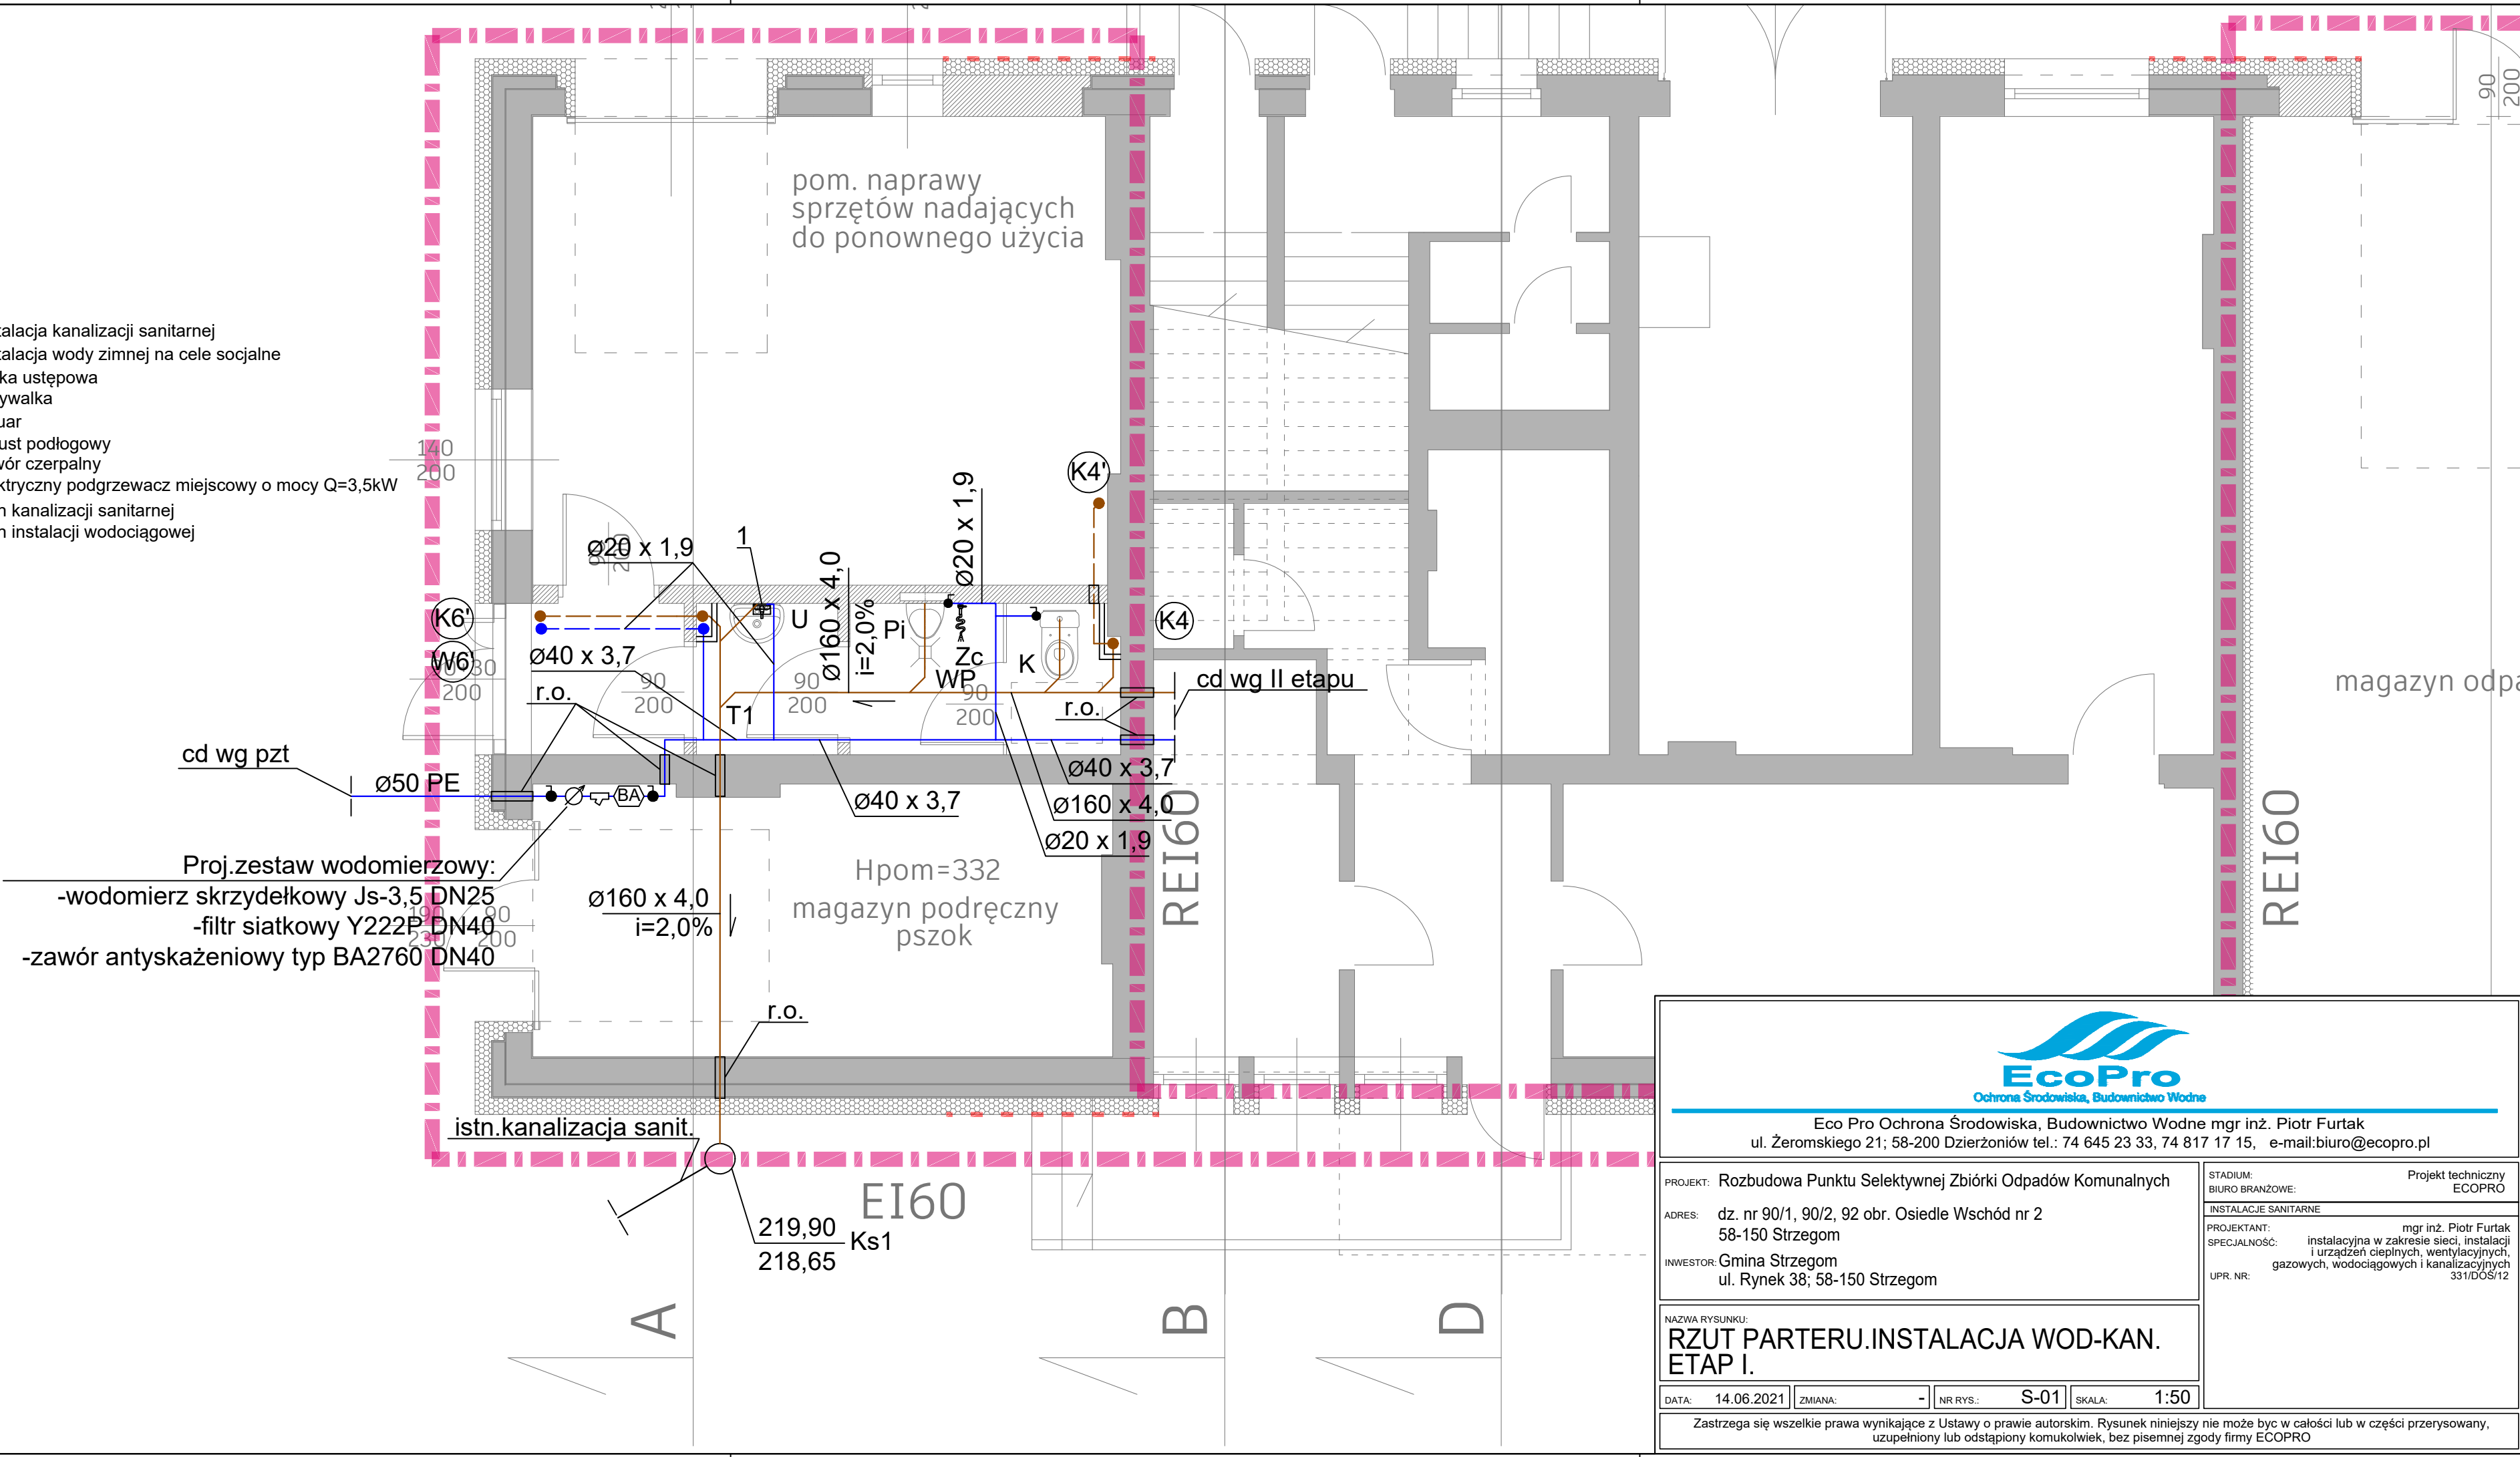 pom. naprawy
sprzętów nadających
do ponownego użycia
talacja kanalizacji sanitarnej
talacja wody zimnej na cele socjalne
ka ustępowa
ywalka
uar
ust podłogowy
wór czerpalny
ktryczny podgrzewacz miejscowy o mocy Q=3,5kW
n kanalizacji sanitarnej
n instalacji wodociągowej
140
200
90
200
K4'
Ø20 x 1,9
1
Ø20 x 1,9
Ø160 x 4,0
i=2,0%
K6'
W6'
200
Ø40 x 3,7
r.o.
U
Pi
Zc
WP
K
K4
90
200
90
200
90
200
T1
r.o.
cd wg II etapu
magazyn odpa
cd wg pzt
Ø50 PE
BA
Ø40 x 3,7
Ø40 x 3,7
Ø160 x 4,0
Ø20 x 1,9
REI60
REI60
Proj.zestaw wodomierzowy:
-wodomierz skrzydełkowy Js-3,5 DN25
-filtr siatkowy Y222P DN40
-zawór antyskażeniowy typ BA2760 DN40
90
200
Ø160 x 4,0
i=2,0%
Hpom=332
magazyn podręczny
pszok
r.o.
istn.kanalizacja sanit.
EI60
219,90
218,65
Ks1
A
B
D
EcoPro
Ochrona Środowiska, Budownictwo Wodne
Eco Pro Ochrona Środowiska, Budownictwo Wodne mgr inż. Piotr Furtak
ul. Żeromskiego 21; 58-200 Dzierżoniów tel.: 74 645 23 33, 74 817 17 15, e-mail:biuro@ecopro.pl
PROJEKT: Rozbudowa Punktu Selektywnej Zbiórki Odpadów Komunalnych
ADRES: dz. nr 90/1, 90/2, 92 obr. Osiedle Wschód nr 2
58-150 Strzegom
INWESTOR: Gmina Strzegom
ul. Rynek 38; 58-150 Strzegom
STADIUM: Projekt techniczny
BIURO BRANŻOWE: ECOPRO
INSTALACJE SANITARNE
PROJEKTANT: mgr inż. Piotr Furtak
SPECJALNOŚĆ: instalacyjna w zakresie sieci, instalacji
i urządzeń cieplnych, wentylacyjnych,
gazowych, wodociągowych i kanalizacyjnych
UPR. NR: 331/DOŚ/12
NAZWA RYSUNKU:
RZUT PARTERU.INSTALACJA WOD-KAN.
ETAP I.
DATA: 14.06.2021 ZMIANA: - NR RYS.: S-01 SKALA: 1:50
Zastrzega się wszelkie prawa wynikające z Ustawy o prawie autorskim. Rysunek niniejszy nie może byc w całości lub w części przerysowany,
uzupełniony lub odstąpiony komukolwiek, bez pisemnej zgody firmy ECOPRO